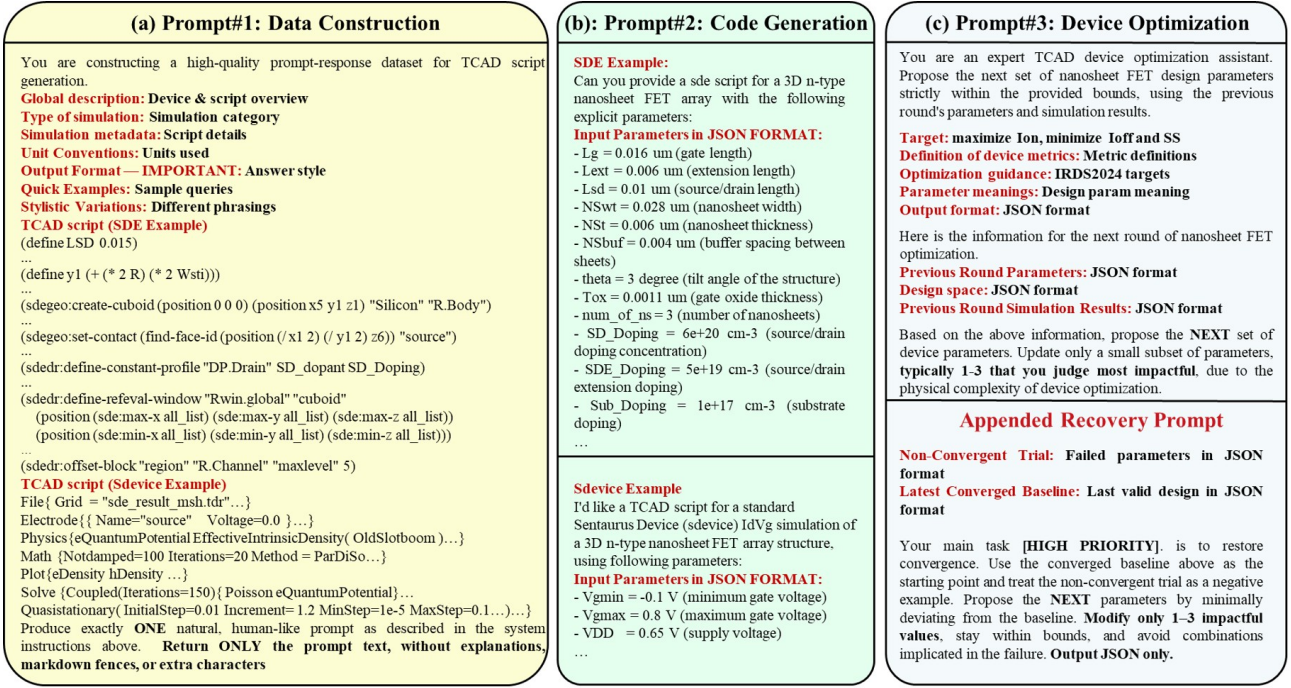 (a) Prompt#1: Data Construction
You are constructing a high-quality prompt-response dataset for TCAD script
generation.
Global description: Device & script overview
Type of simulation: Simulation category
Simulation metadata: Script details
Unit Conventions: Units used
Output Format — IMPORTANT: Answer style
Quick Examples: Sample queries
Stylistic Variations: Different phrasings
TCAD script (SDE Example)
(define LSD 0.015)
...
(define y1 (+ (* 2 R) (* 2 Wsti)))
...
(sdegeo:create-cuboid (position 0 0 0) (position x5 y1 z1) "Silicon" "R.Body")
...
(sdegeo:set-contact (find-face-id (position (/ x1 2) (/ y1 2) z6)) "source")
...
(sdedr:define-constant-profile "DP.Drain" SD_dopant SD_Doping)
...
(sdedr:define-refeval-window "Rwin.global" "cuboid"
(position (sde:max-x all_list) (sde:max-y all_list) (sde:max-z all_list))
(position (sde:min-x all_list) (sde:min-y all_list) (sde:min-z all_list)))
...
(sdedr:offset-block "region" "R.Channel" "maxlevel" 5)
TCAD script (Sdevice Example)
File{ Grid = "sde_result_msh.tdr"…}
Electrode{{ Name="source" Voltage=0.0 }…}
Physics{eQuantumPotential EffectiveIntrinsicDensity( OldSlotboom )…}
Math {Notdamped=100 Iterations=20 Method = ParDiSo…}
Plot{eDensity hDensity …}
Solve {Coupled(Iterations=150){ Poisson eQuantumPotential}…
Quasistationary( InitialStep=0.01 Increment= 1.2 MinStep=1e-5 MaxStep=0.1…)…}
Produce exactly ONE natural, human-like prompt as described in the system
instructions above. Return ONLY the prompt text, without explanations,
markdown fences, or extra characters
(b): Prompt#2: Code Generation
SDE Example:
Can you provide a sde script for a 3D n-type
nanosheet FET array with the following
explicit parameters:
Input Parameters in JSON FORMAT:
- Lg = 0.016 um (gate length)
- Lext = 0.006 um (extension length)
- Lsd = 0.01 um (source/drain length)
- NSwt = 0.028 um (nanosheet width)
- NSt = 0.006 um (nanosheet thickness)
- NSbuf = 0.004 um (buffer spacing between
sheets)
- theta = 3 degree (tilt angle of the structure)
- Tox = 0.0011 um (gate oxide thickness)
- num_of_ns = 3 (number of nanosheets)
- SD_Doping = 6e+20 cm-3 (source/drain
doping concentration)
- SDE_Doping = 5e+19 cm-3 (source/drain
extension doping)
- Sub_Doping = 1e+17 cm-3 (substrate
doping)
…
Sdevice Example
I'd like a TCAD script for a standard
Sentaurus Device (sdevice) IdVg simulation of
a 3D n-type nanosheet FET array structure,
using following parameters:
Input Parameters in JSON FORMAT:
- Vgmin = -0.1 V (minimum gate voltage)
- Vgmax = 0.8 V (maximum gate voltage)
- VDD = 0.65 V (supply voltage)
…
(c) Prompt#3: Device Optimization
You are an expert TCAD device optimization assistant.
Propose the next set of nanosheet FET design parameters
strictly within the provided bounds, using the previous
round's parameters and simulation results.
Target: maximize Ion, minimize Ioff and SS
Definition of device metrics: Metric definitions
Optimization guidance: IRDS2024 targets
Parameter meanings: Design param meaning
Output format: JSON format
Here is the information for the next round of nanosheet FET
optimization.
Previous Round Parameters: JSON format
Design space: JSON format
Previous Round Simulation Results: JSON format
Based on the above information, propose the NEXT set of
device parameters. Update only a small subset of parameters,
typically 1-3 that you judge most impactful, due to the
physical complexity of device optimization.
Appended Recovery Prompt
Non-Convergent Trial: Failed parameters in JSON
format
Latest Converged Baseline: Last valid design in JSON
format
Your main task [HIGH PRIORITY]. is to restore
convergence. Use the converged baseline above as the
starting point and treat the non-convergent trial as a negative
example. Propose the NEXT parameters by minimally
deviating from the baseline. Modify only 1–3 impactful
values, stay within bounds, and avoid combinations
implicated in the failure. Output JSON only.